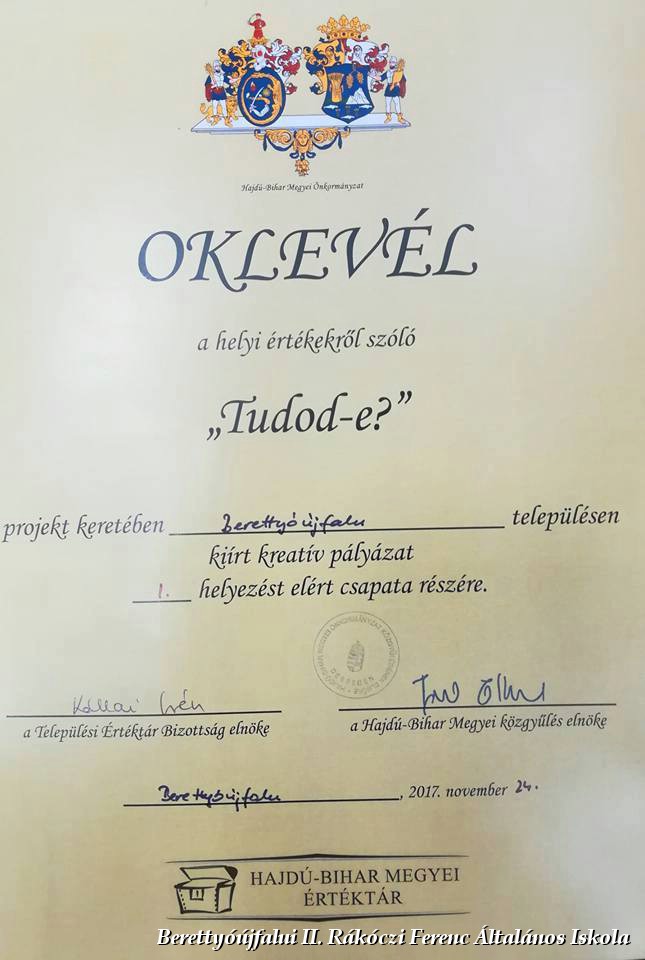 Hajdú-Bihar Megyei Önkormányzat
OKLEVÉL
a helyi értékekről szóló
„Tudod-e?”
projekt keretében Berettyóújfalu településen
kiírt kreatív pályázat
1. helyezést elért csapata részére.
Kállai Irén
a Települési Értéktár Bizottság elnöke
a Hajdú-Bihar Megyei közgyűlés elnöke
Berettyóújfalu, 2017. november 24.
HAJDÚ-BIHAR MEGYEI
ÉRTÉKTÁR
Berettyóújfalui II. Rákóczi Ferenc Általános Iskola